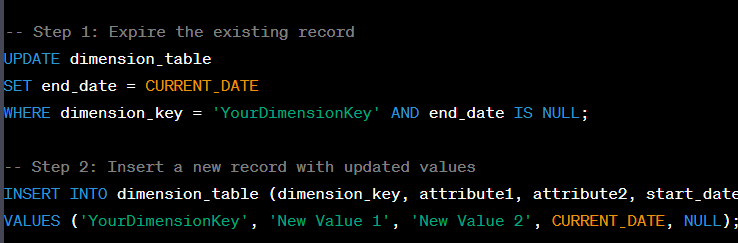 -- Step 1: Expire the existing record
UPDATE dimension_table
SET end_date = CURRENT_DATE
WHERE dimension_key = 'YourDimensionKey' AND end_date IS NULL;
-- Step 2: Insert a new record with updated values
INSERT INTO dimension_table (dimension_key, attribute1, attribute2, start_date
VALUES ('YourDimensionKey', 'New Value 1', 'New Value 2', CURRENT_DATE, NULL);